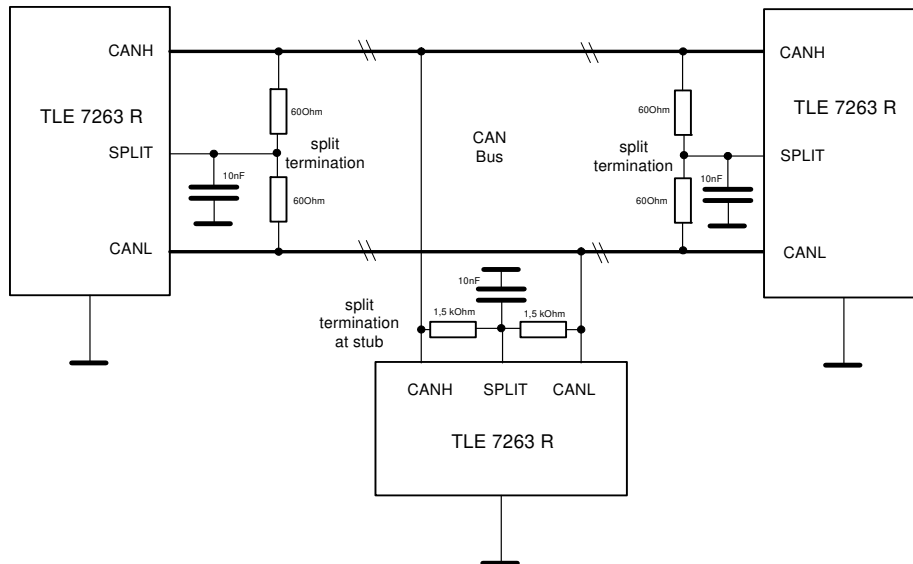 CANH
TLE 7263 R
SPLIT
CANL
60Ohm
split
termination
10nF
60Ohm
CAN
Bus
60Ohm
split
termination
60Ohm
10nF
CANH
TLE 7263 R
SPLIT
CANL
split
termination
at stub
10nF
1,5 kOhm
1,5 kOhm
CANH
SPLIT
CANL
TLE 7263 R